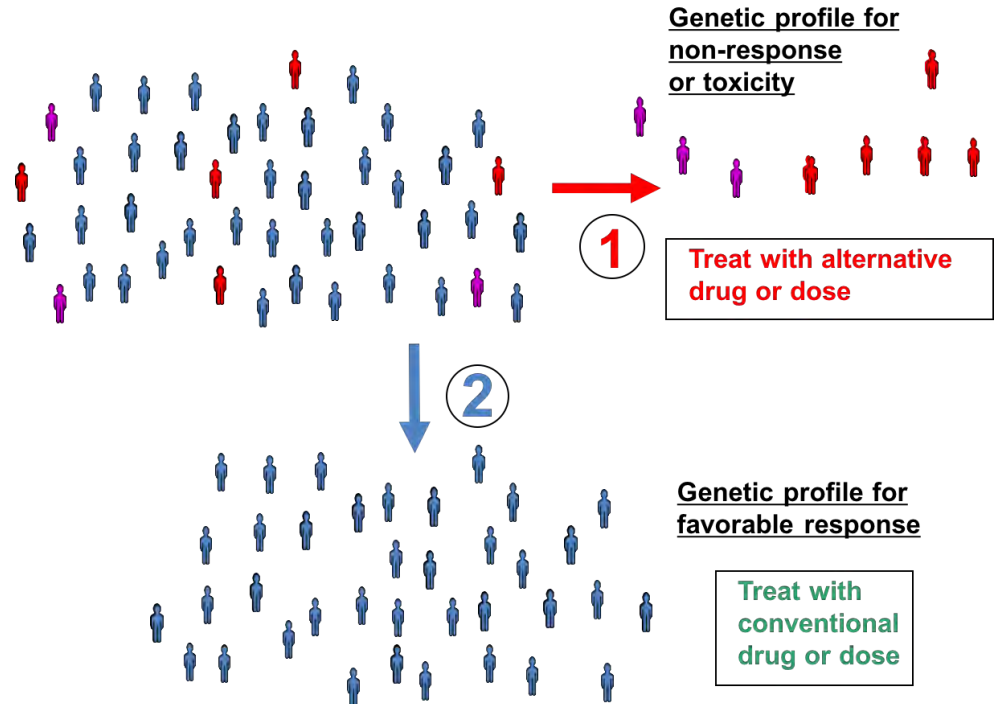 Genetic profile for
non-response
or toxicity
1
Treat with alternative
drug or dose
2
Genetic profile for
favorable response
Treat with
conventional
drug or dose